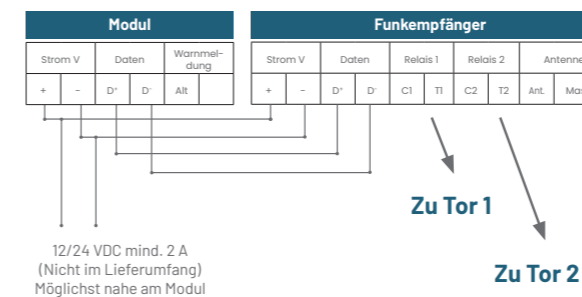 Modul
Strom V Daten Warnmel-
dung
+ - D+ D- Alt
Funkempfänger
Strom V Daten Relais 1 Relais 2 Antenne
+ - D+ D- C1 T1 C2 T2 Ant.
Zu Tor 1
Zu Tor 2
12/24 VDC mind. 2 A
(Nicht im Lieferumfang)
Möglichst nahe am Modul